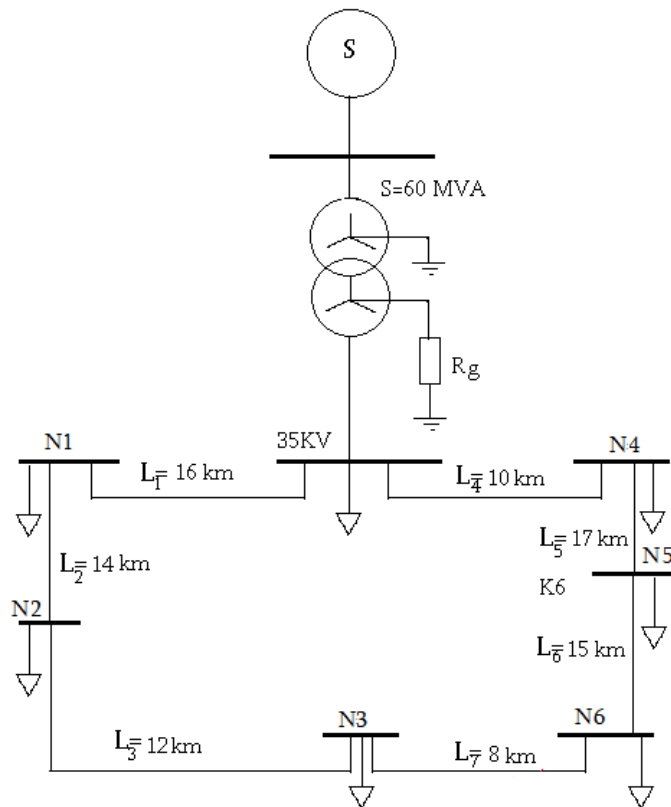 S
S=60 MVA
Rg
N1
35KV
N4
L1= 16 km
L4= 10 km
L5= 17 km
N5
L2= 14 km
K6
N2
L6= 15 km
N3
N6
L3= 12 km
L7= 8 km